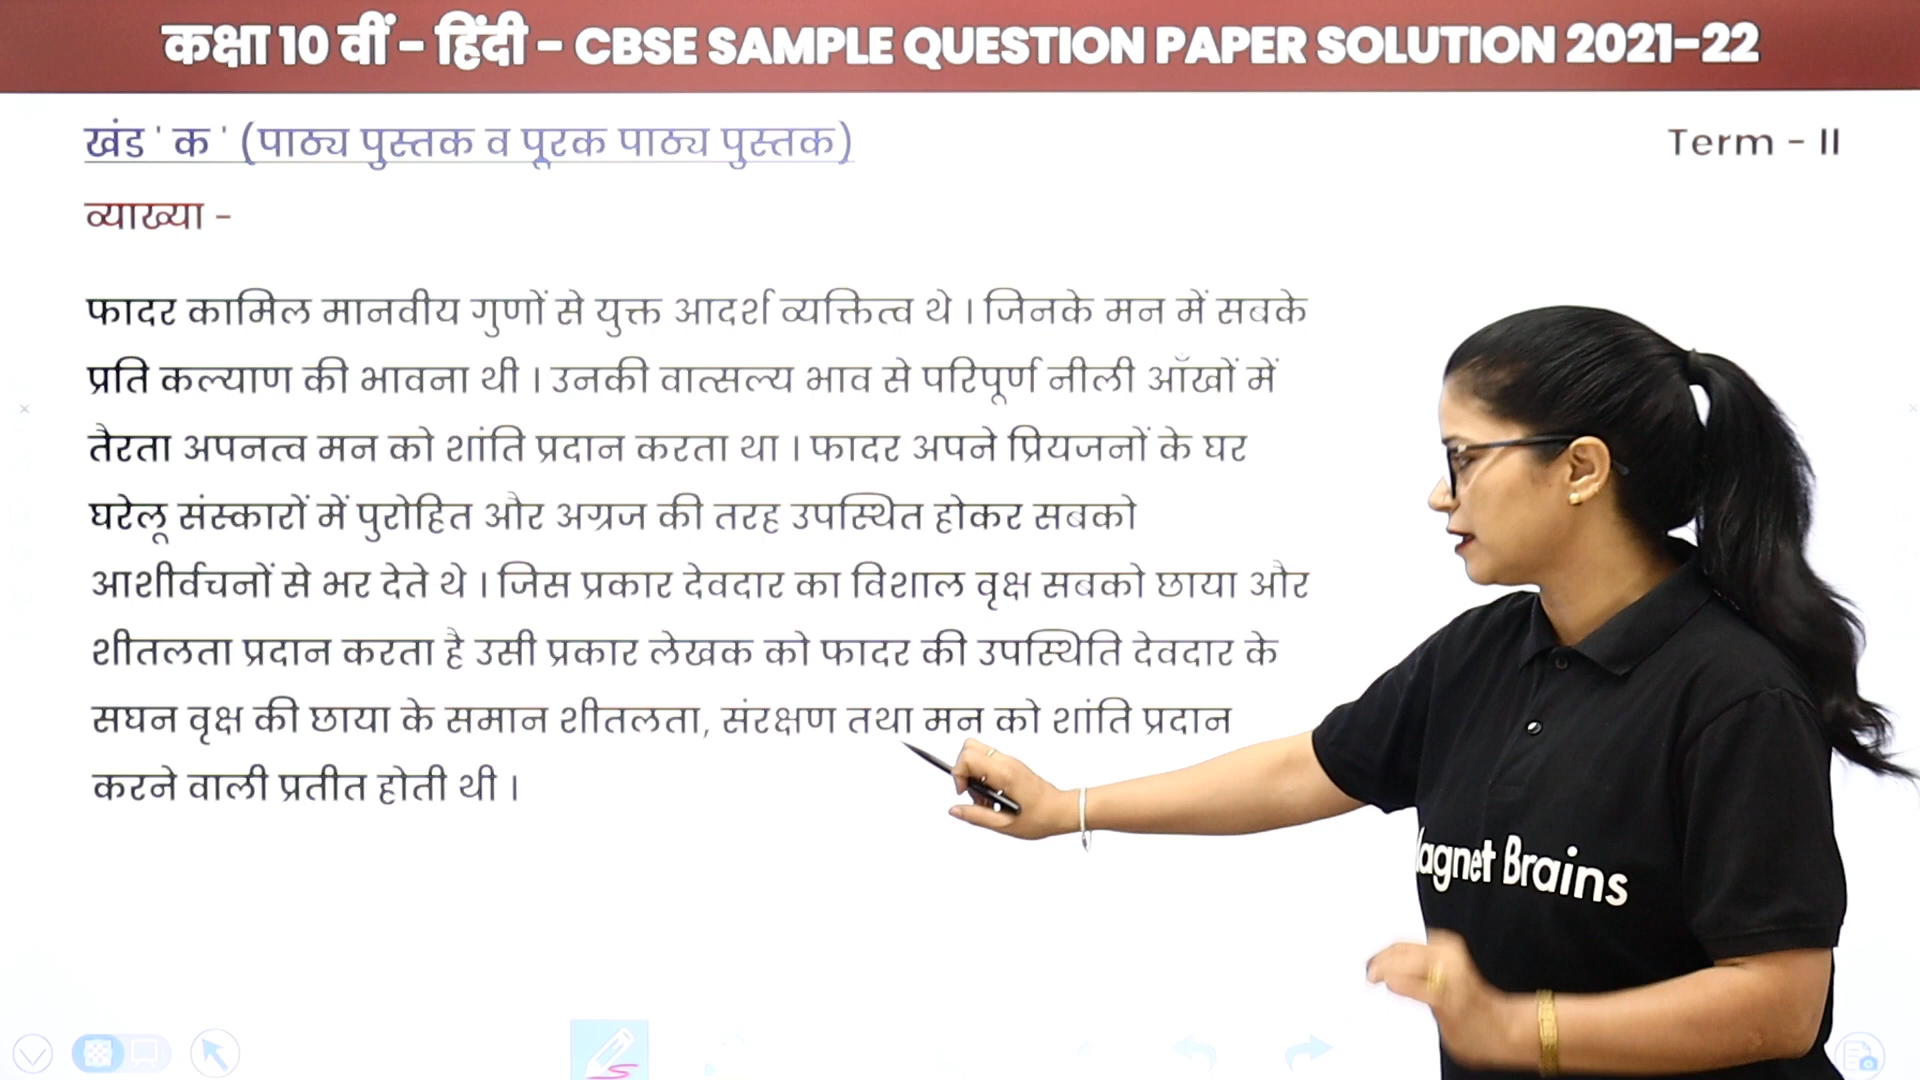 कक्षा 10 वीं - हिंदी - CBSE SAMPLE QUESTION PAPER SOLUTION 2021-22
खंड ' क ' (पाठ्य पुस्तक व पूरक पाठ्य पुस्तक)
Term - II
व्याख्या -
फादर कामिल मानवीय गुणों से युक्त आदर्श व्यक्तित्व थे । जिनके मन में सबके
प्रति कल्याण की भावना थी । उनकी वात्सल्य भाव से परिपूर्ण नीली आँखों में
तैरता अपनत्व मन को शांति प्रदान करता था । फादर अपने प्रियजनों के घर
घरेलू संस्कारों में पुरोहित और अग्रज की तरह उपस्थित होकर सबको
आशीर्वचनों से भर देते थे । जिस प्रकार देवदार का विशाल वृक्ष सबको छाया और
शीतलता प्रदान करता है उसी प्रकार लेखक को फादर की उपस्थिति देवदार के
सघन वृक्ष की छाया के समान शीतलता, संरक्षण तथा मन को शांति प्रदान
करने वाली प्रतीत होती थी ।
agnet Brains